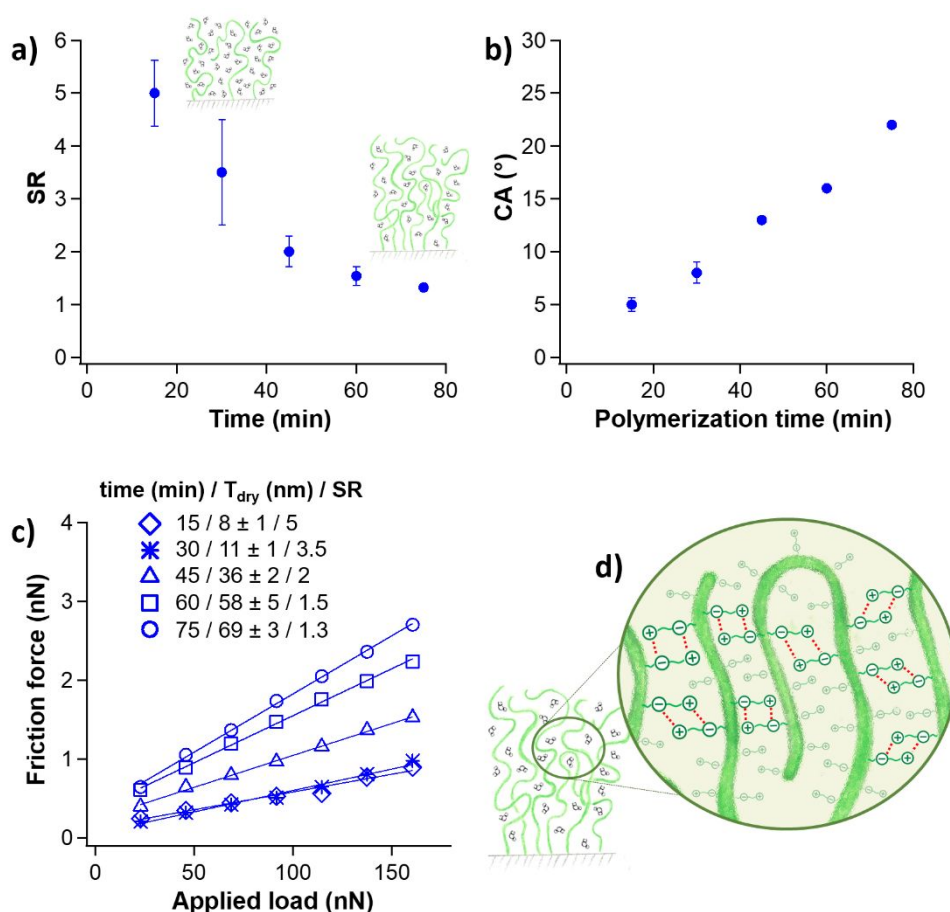 a)
6
5
4
3
2
1
0
SR
0 20 40 60 80
Time (min)
b)
30
25
20
15
10
5
0
CA (°)
0 20 40 60 80
Polymerization time (min)
c)
time (min) / Tdry (nm) / SR
15 / 8 ± 1 / 5
30 / 11 ± 1 / 3.5
45 / 36 ± 2 / 2
60 / 58 ± 5 / 1.5
75 / 69 ± 3 / 1.3
4
3
2
1
0
Friction force (nN)
0 50 100 150
Applied load (nN)
d)